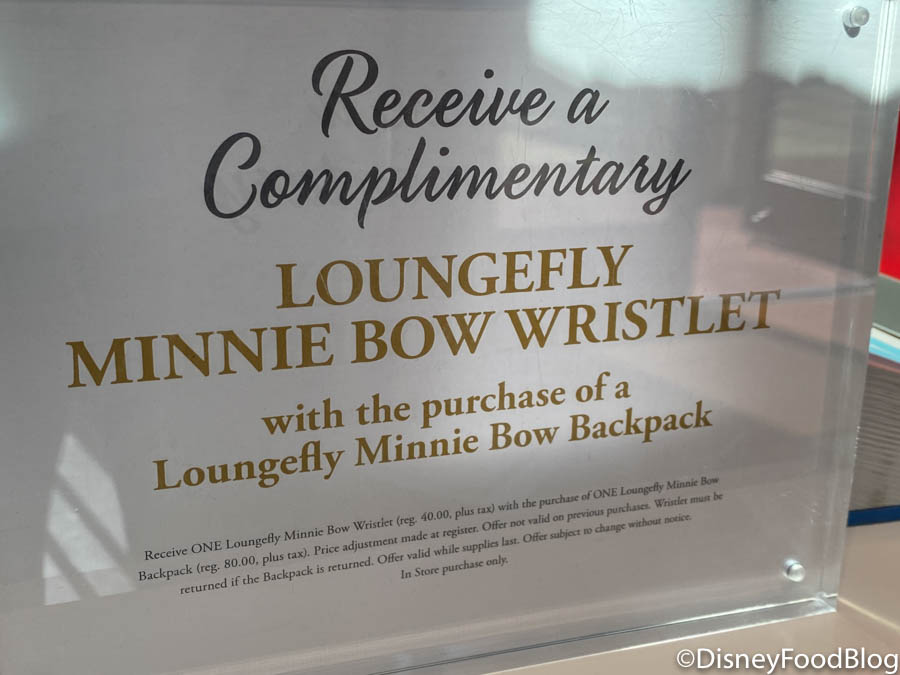 Receive a
Complimentary
LOUNGEFLY
MINNIE BOW WRISTLET
with the purchase of a
Loungefly Minnie Bow Backpack
Receive ONE Loungefly Minnie Bow Wristlet (reg. 40.00, plus tax) with the purchase of ONE Loungefly Minnie Bow
Backpack (reg. 80.00, plus tax). Price adjustment made at register. Offer not valid on previous purchases. Wristlet must be
returned if the Backpack is returned. Offer valid while supplies last. Offer subject to change without notice.
In Store purchase only.
©DisneyFoodBlog